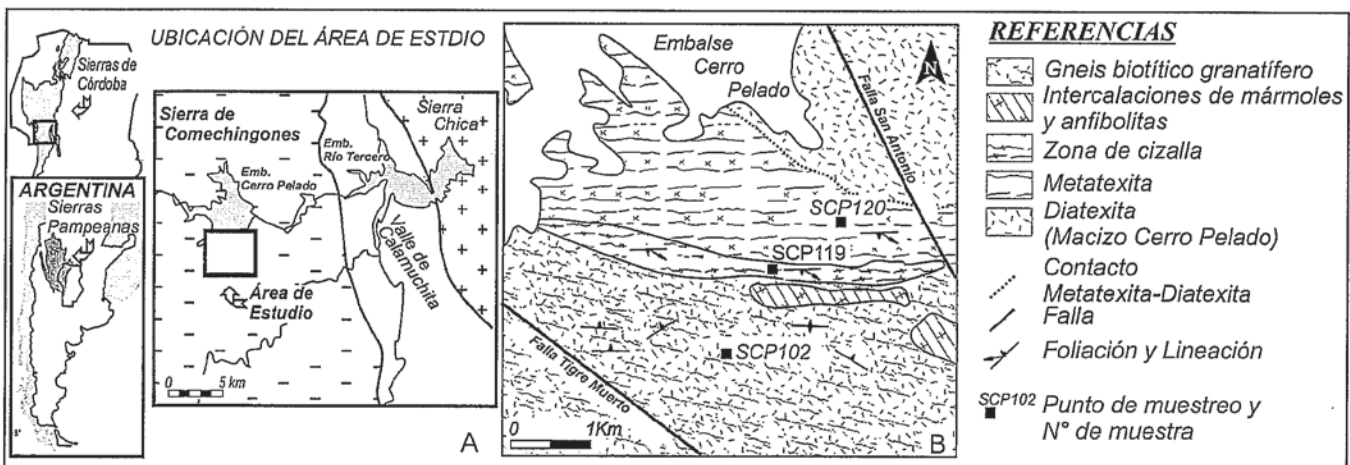 UBICACIÓN DEL ÁREA DE ESTDIO
Sierras de
Córdoba
ARGENTINA
Sierras
Pampeanas
Sierra de
Comechingones
Sierra
Chica
Emb.
Río Tercero
Emb.
Cerro Pelado
Valle de
Calamuchita
Área de
Estudio
0 5 km
A
Embalse
Cerro
Pelado
N
Falla San Antonio
SCP120
SCP119
SCP102
Falla Tigre Muerto
0 1Km
B
REFERENCIAS
Gneis biotítico granatífero
Intercalaciones de mármoles
y anfibolitas
Zona de cizalla
Metatexita
Diatexita
(Macizo Cerro Pelado)
Contacto
Metatexita-Diatexita
Falla
Foliación y Lineación
SCP102 Punto de muestreo y
N° de muestra